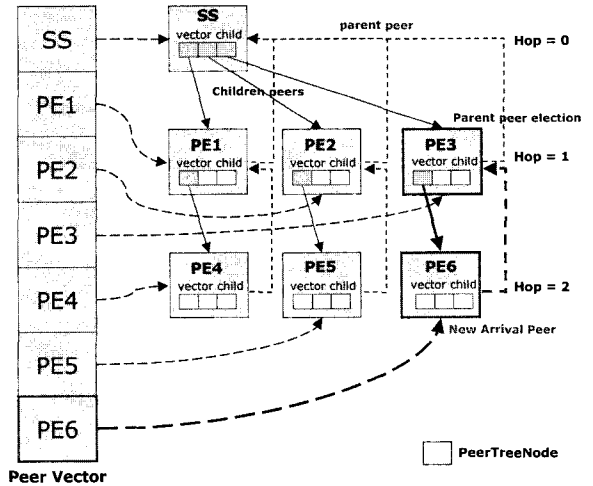 SS
PE1
PE2
PE3
PE4
PE5
PE6
Peer Vector
SS
vector child
parent peer
Hop = 0
Children peers
Parent peer election
PE1
vector child
PE2
vector child
PE3
vector child
Hop = 1
PE4
vector child
PE5
vector child
PE6
vector child
Hop = 2
New Arrival Peer
PeerTreeNode